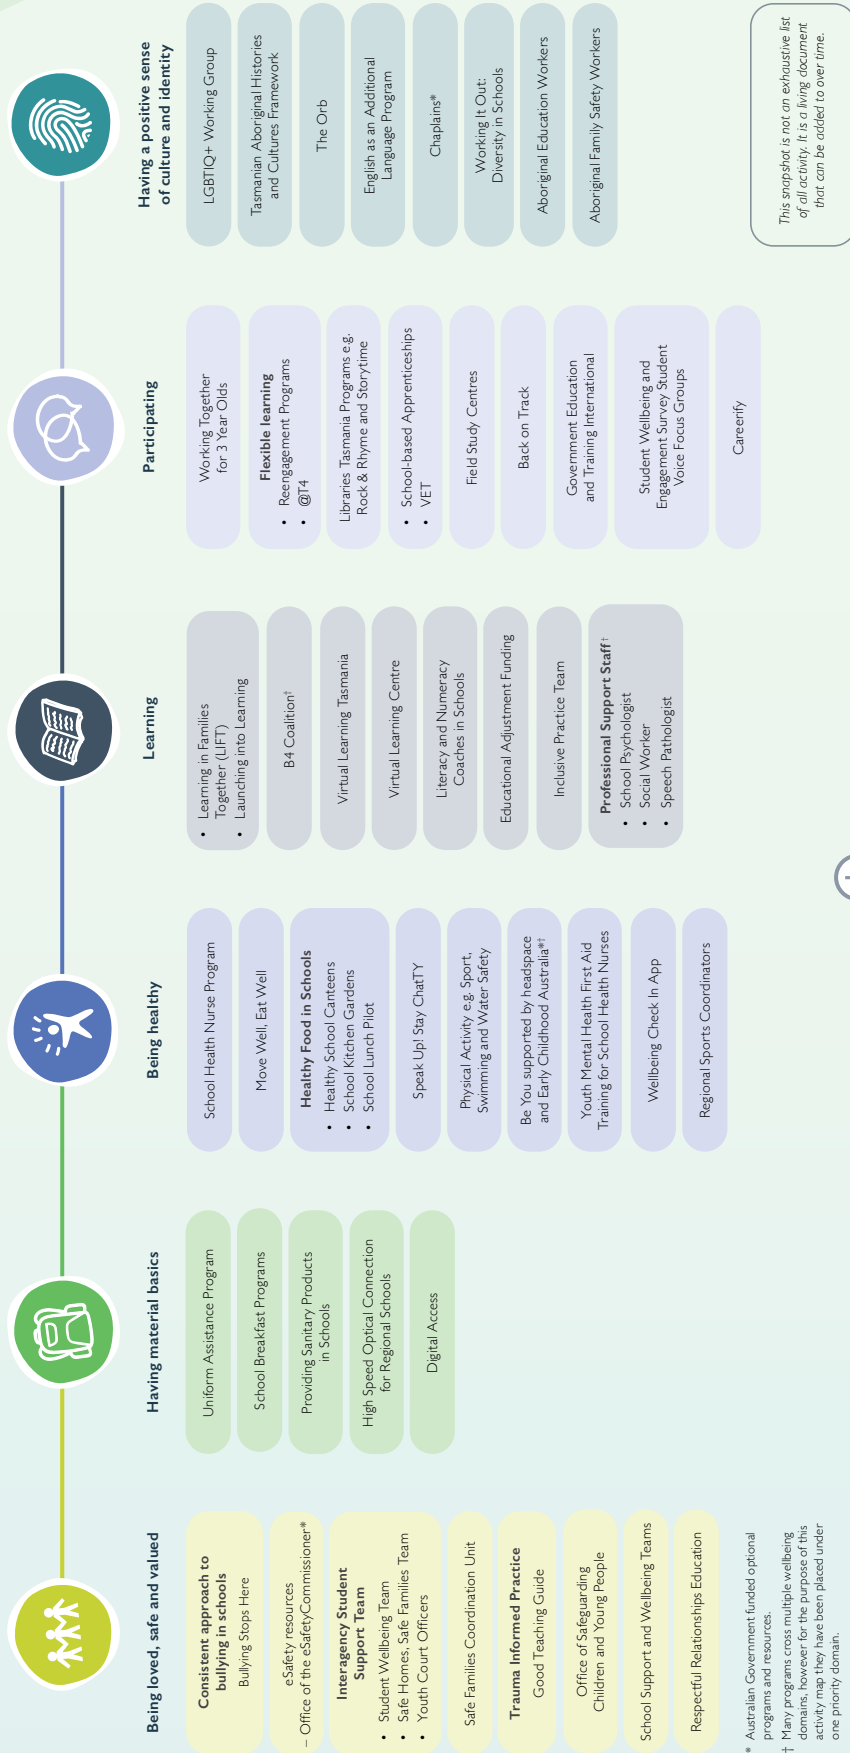 Being loved, safe and valued
Consistent approach to
bullying in schools
Bullying Stops Here
eSafety resources
– Office of the eSafetyCommissioner*
Interagency Student
Support Team
• Student Wellbeing Team
• Safe Homes, Safe Families Team
• Youth Court Officers
Safe Families Coordination Unit
Trauma Informed Practice
Good Teaching Guide
Office of Safeguarding
Children and Young People
School Support and Wellbeing Teams
Respectful Relationships Education
Having material basics
Uniform Assistance Program
School Breakfast Programs
Providing Sanitary Products
in Schools
High Speed Optical Connection
for Regional Schools
Digital Access
Being healthy
School Health Nurse Program
Move Well, Eat Well
Healthy Food in Schools
• Healthy School Canteens
• School Kitchen Gardens
• School Lunch Pilot
Speak Up! Stay ChatTY
Physical Activity e.g. Sport,
Swimming and Water Safety
Be You supported by headspace
and Early Childhood Australia*†
Youth Mental Health First Aid
Training for School Health Nurses
Wellbeing Check In App
Regional Sports Coordinators
Learning
• Learning in Families
Together (LIFT)
• Launching into Learning
B4 Coalition†
Virtual Learning Tasmania
Virtual Learning Centre
Literacy and Numeracy
Coaches in Schools
Educational Adjustment Funding
Inclusive Practice Team
Professional Support Staff†
• School Psychologist
• Social Worker
• Speech Pathologist
Participating
Working Together
for 3 Year Olds
Flexible learning
• Reengagement Programs
• @T4
Libraries Tasmania Programs e.g.
Rock & Rhyme and Storytime
• School-based Apprenticeships
• VET
Field Study Centres
Back on Track
Government Education
and Training International
Student Wellbeing and
Engagement Survey Student
Voice Focus Groups
Careerify
Having a positive sense
of culture and identity
LGBTIQ+ Working Group
Tasmanian Aboriginal Histories
and Cultures Framework
The Orb
English as an Additional
Language Program
Chaplains*
Working It Out:
Diversity in Schools
Aboriginal Education Workers
Aboriginal Family Safety Workers
* Australian Government funded optional
programs and resources.
† Many programs cross multiple wellbeing
domains, however for the purpose of this
activity map they have been placed under
one priority domain.
This snapshot is not an exhaustive list
of all activity. It is a living document
that can be added to over time.